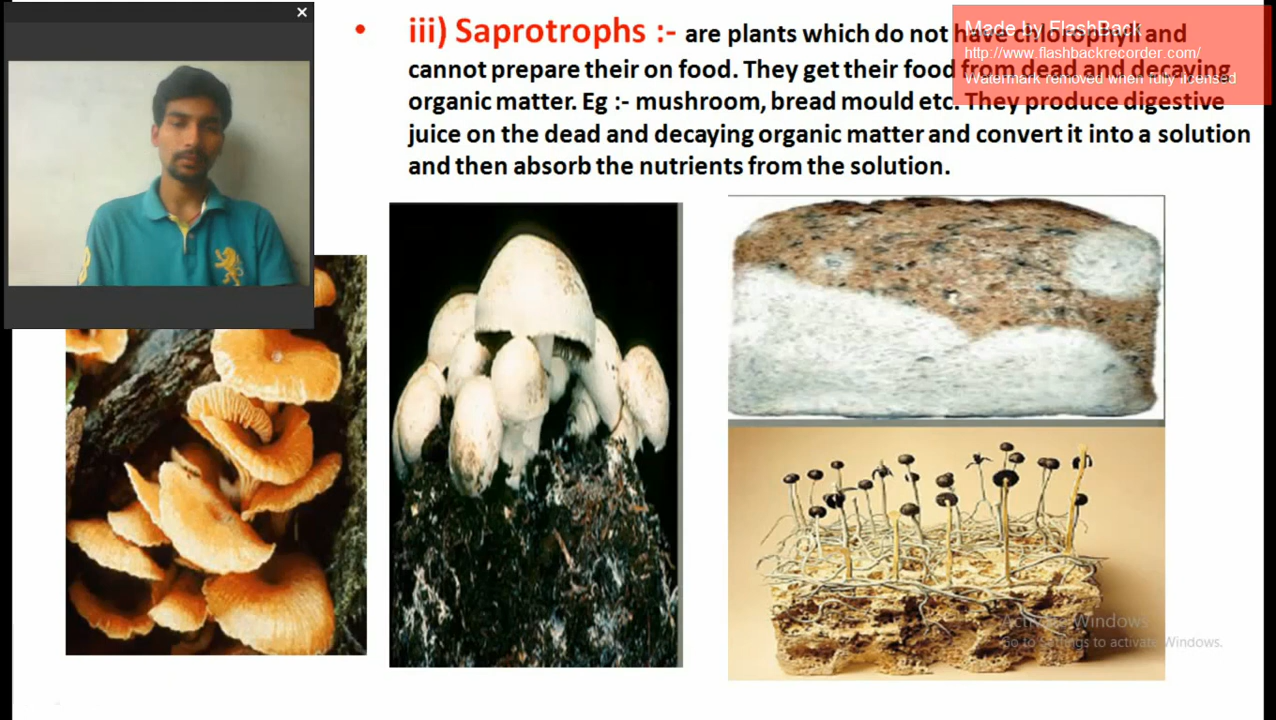 • iii) Saprotrophs :- are plants which do not have chlorophyll and
cannot prepare their on food. They get their food from dead and decaying
organic matter. Eg :- mushroom, bread mould etc. They produce digestive
juice on the dead and decaying organic matter and convert it into a solution
and then absorb the nutrients from the solution.
Made by FlashBack
http://www.flashbackrecorder.com/
Watermark removed when fully licensed
Activate Windows
Go to Settings to activate Windows.